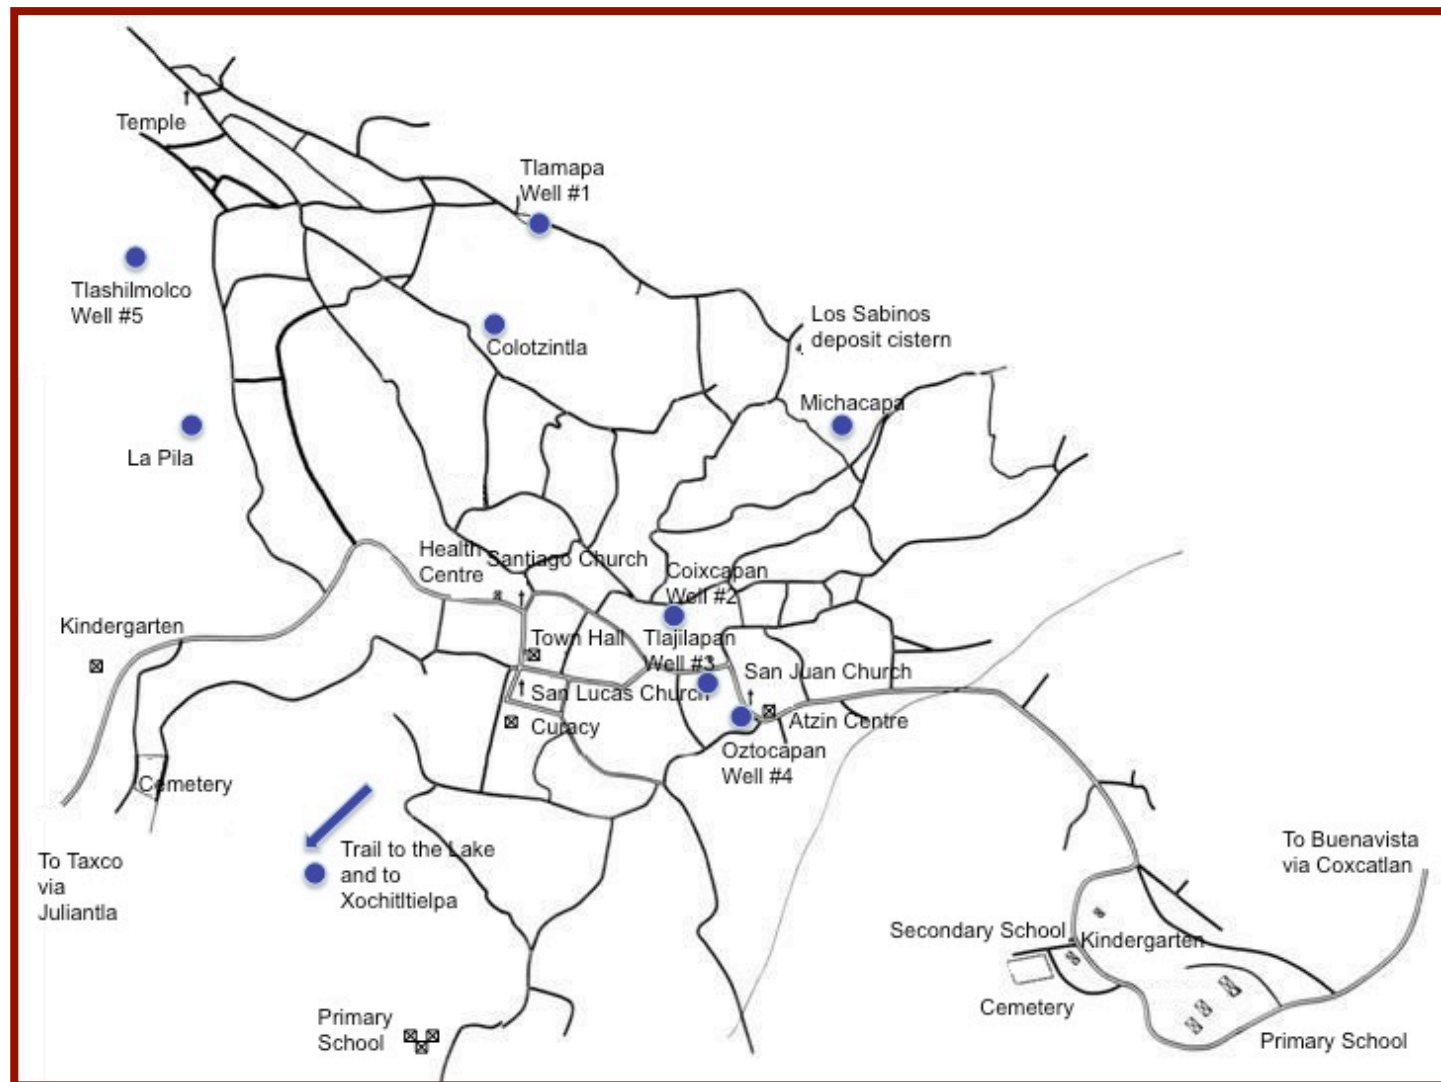 Temple
Tlamapa
Well #1
Tlashilmolco
Well #5
Los Sabinos
deposit cistern
Colotzintla
Michacapa
La Pila
Health
Centre
Santiago Church
Coixcapan
Well #2
Kindergarten
Town Hall
Tlajilapan
Well #3
San Juan Church
San Lucas Church
Curacy
Atzin Centre
Oztocapan
Well #4
Cemetery
To Taxco
via
Juliantla
Trail to the Lake
and to
Xochitltielpa
To Buenavista
via Coxcatlan
Secondary School
Kindergarten
Cemetery
Primary
School
Primary School